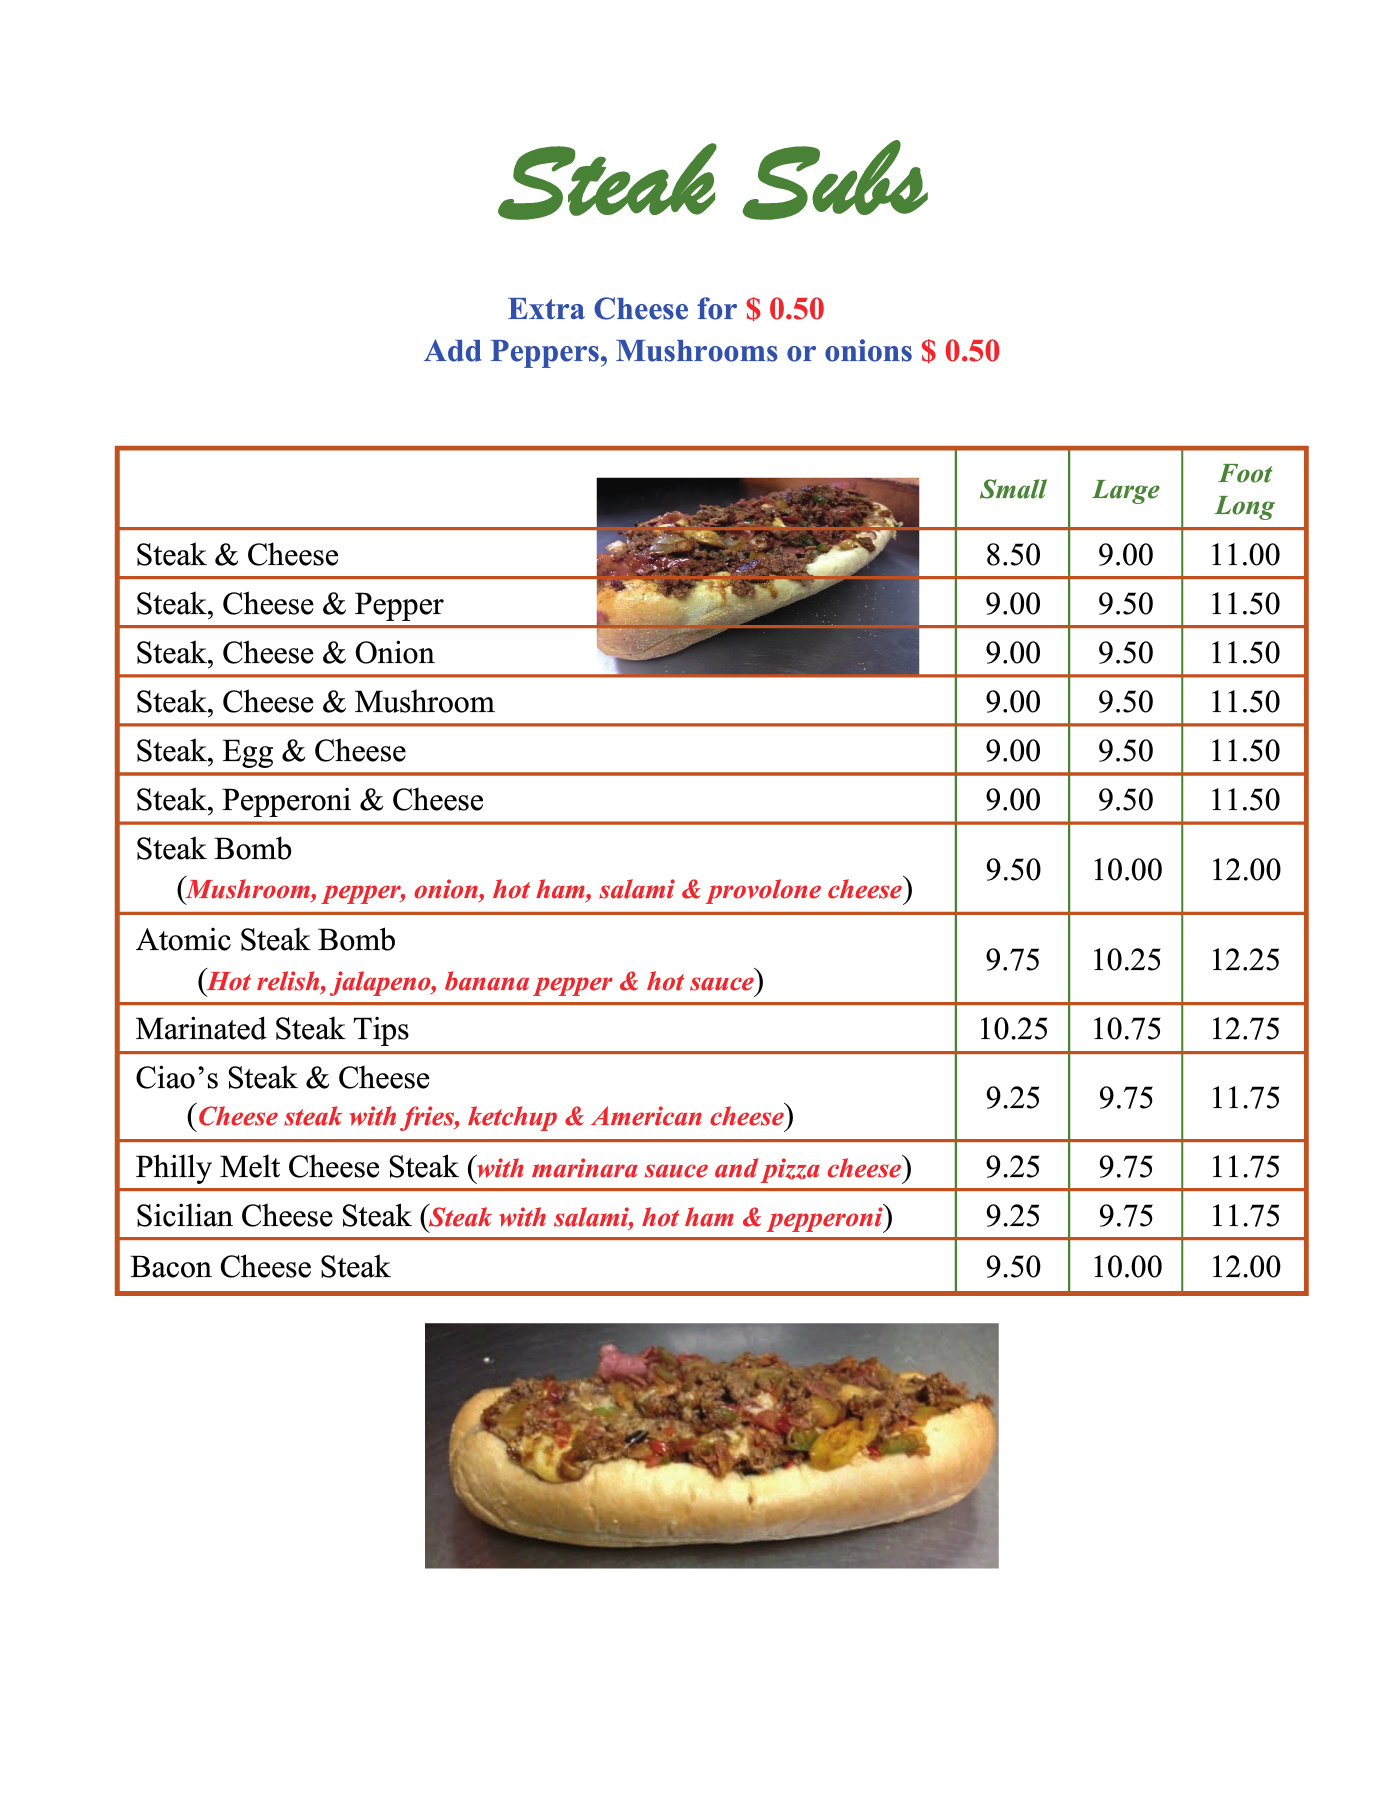 Steak Subs
Extra Cheese for $ 0.50
Add Peppers, Mushrooms or onions $ 0.50
Small Large Foot Long
Steak & Cheese 8.50 9.00 11.00
Steak, Cheese & Pepper 9.00 9.50 11.50
Steak, Cheese & Onion 9.00 9.50 11.50
Steak, Cheese & Mushroom 9.00 9.50 11.50
Steak, Egg & Cheese 9.00 9.50 11.50
Steak, Pepperoni & Cheese 9.00 9.50 11.50
Steak Bomb
(Mushroom, pepper, onion, hot ham, salami & provolone cheese) 9.50 10.00 12.00
Atomic Steak Bomb
(Hot relish, jalapeno, banana pepper & hot sauce) 9.75 10.25 12.25
Marinated Steak Tips 10.25 10.75 12.75
Ciao’s Steak & Cheese
(Cheese steak with fries, ketchup & American cheese) 9.25 9.75 11.75
Philly Melt Cheese Steak (with marinara sauce and pizza cheese) 9.25 9.75 11.75
Sicilian Cheese Steak (Steak with salami, hot ham & pepperoni) 9.25 9.75 11.75
Bacon Cheese Steak 9.50 10.00 12.00